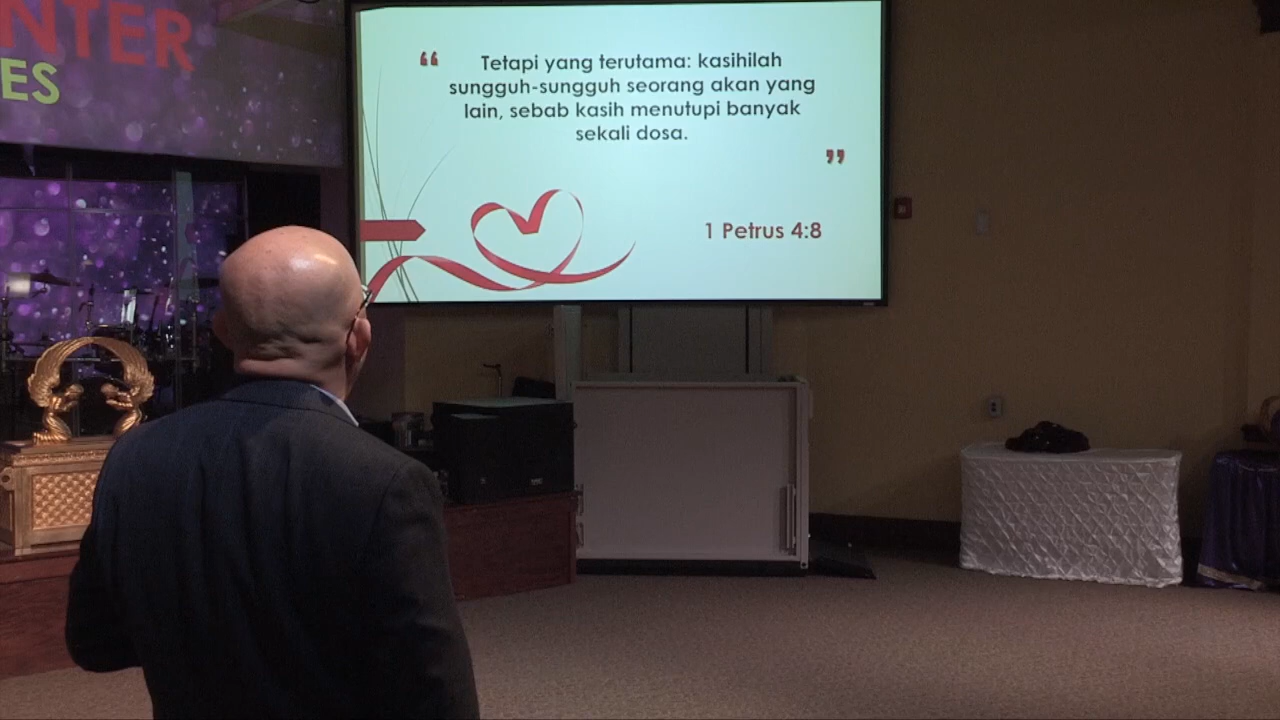 NTER
ES
“ Tetapi yang terutama: kasihilah
sungguh-sungguh seorang akan yang
lain, sebab kasih menutupi banyak
sekali dosa.
”
1 Petrus 4:8